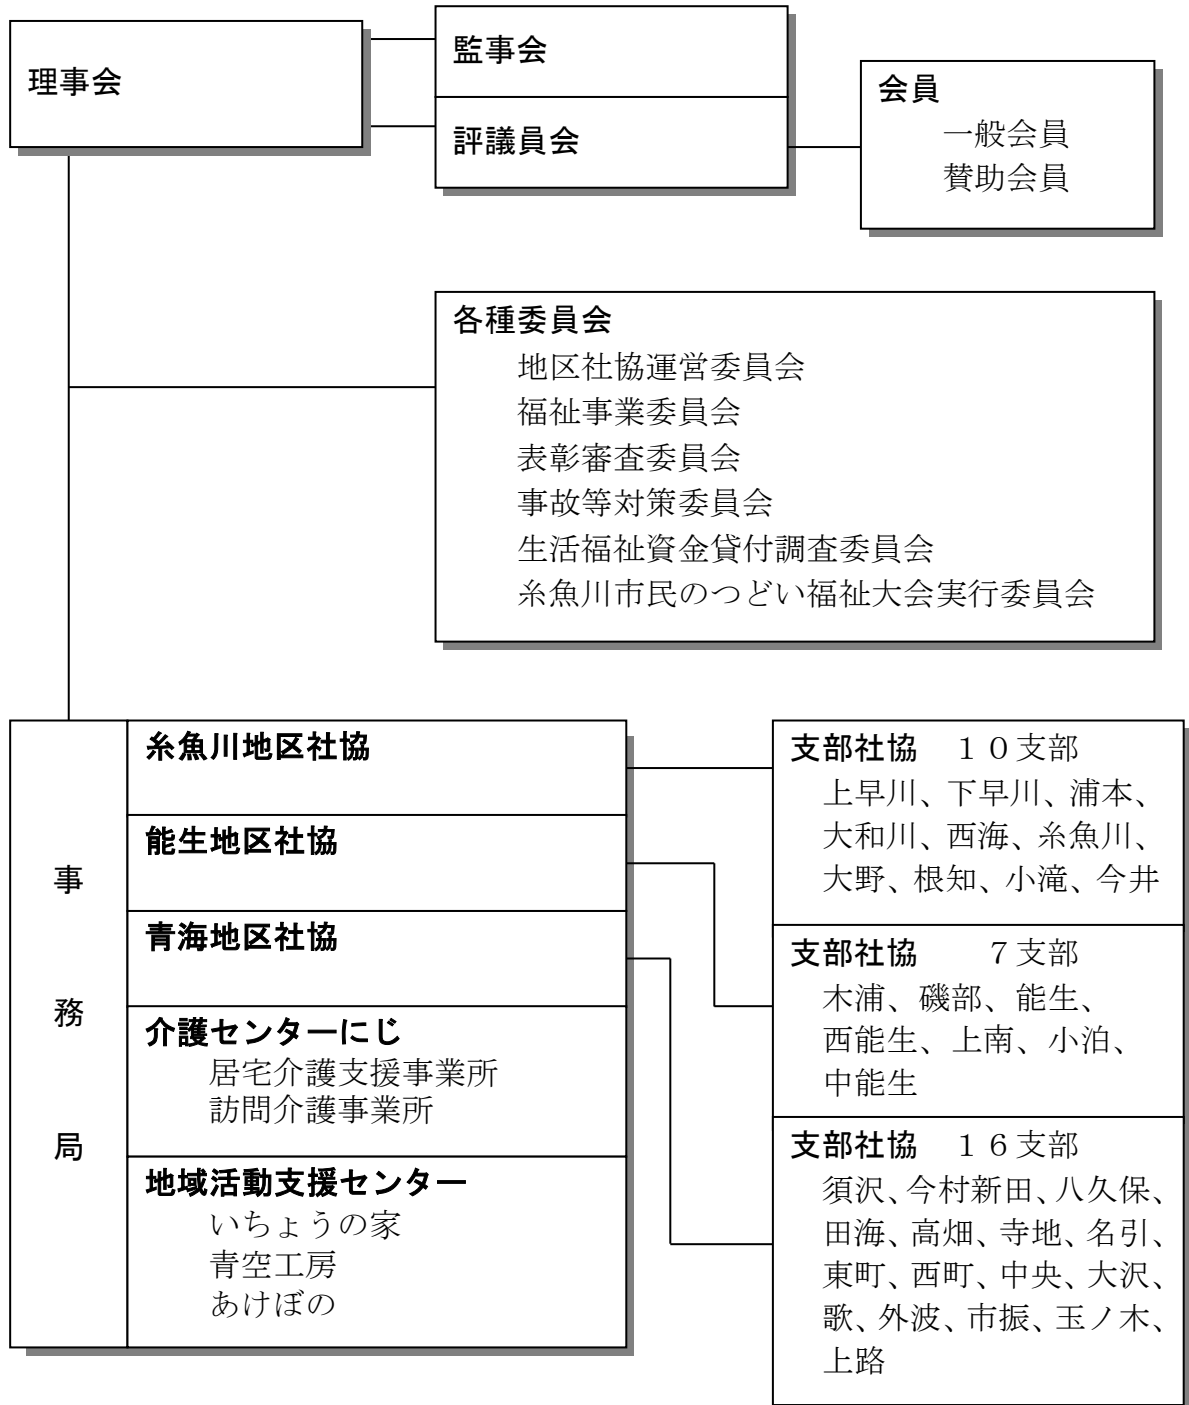 理事会
監事会
評議員会
会員
一般会員
賛助会員
各種委員会
地区社協運営委員会
福祉事業委員会
表彰審査委員会
事故等対策委員会
生活福祉資金貸付調査委員会
糸魚川市民のつどい福祉大会実行委員会
事務局
糸魚川地区社協
能生地区社協
青海地区社協
介護センターにじ
居宅介護支援事業所
訪問介護事業所
地域活動支援センター
いちょうの家
青空工房
あけぼの
支部社協　１０支部
上早川、下早川、浦本、
大和川、西海、糸魚川、
大野、根知、小滝、今井
支部社協　　７支部
木浦、磯部、能生、
西能生、上南、小泊、
中能生
支部社協　１６支部
須沢、今村新田、八久保、
田海、高畑、寺地、名引、
東町、西町、中央、大沢、
歌、外波、市振、玉ノ木、
上路